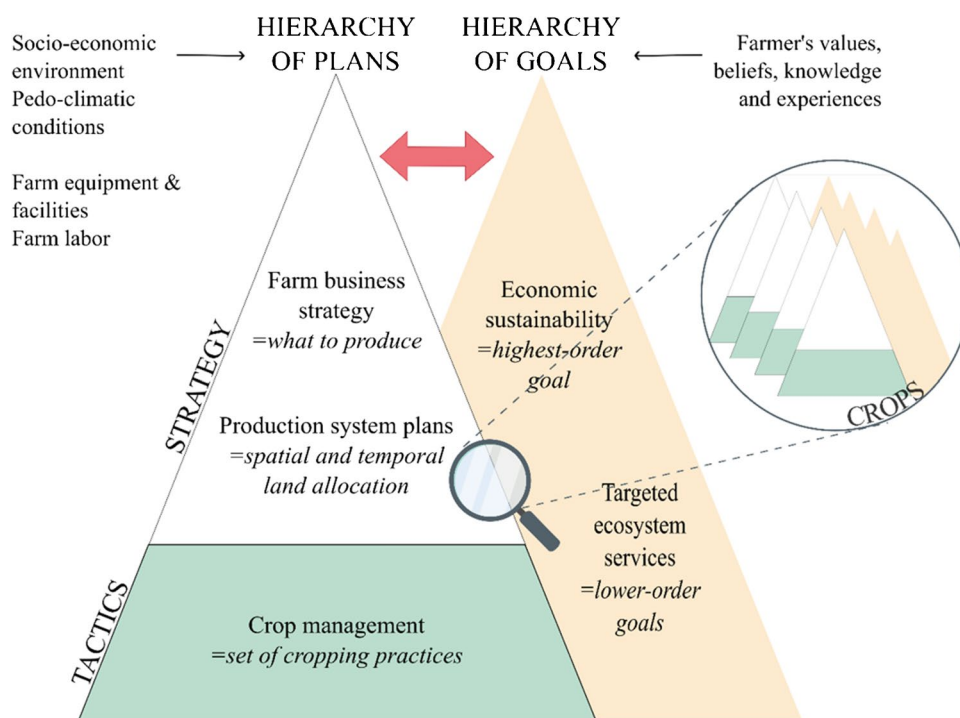 HIERARCHY
OF PLANS
HIERARCHY
OF GOALS
Socio-economic
environment
Pedo-climatic
conditions
Farm equipment &
facilities
Farm labor
Farmer's values,
beliefs, knowledge
and experiences
STRATEGY
TACTICS
Farm business
strategy
=what to produce
Production system plans
=spatial and temporal
land allocation
Crop management
=set of cropping practices
Economic
sustainability
=highest-order
goal
Targeted
ecosystem
services
=lower-order
goals
CROPS